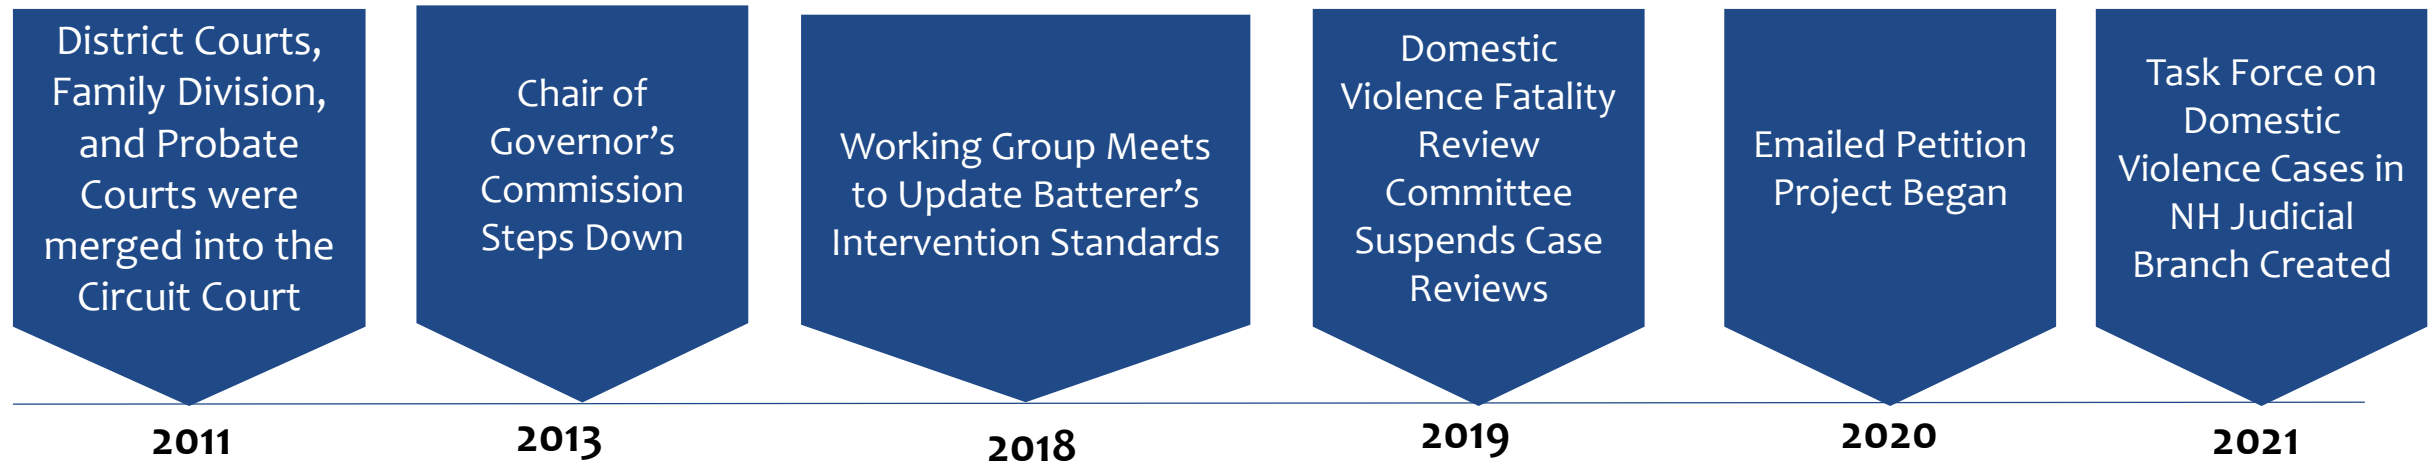 District Courts,
Family Division,
and Probate
Courts were
merged into the
Circuit Court
2011
Chair of
Governor’s
Commission
Steps Down
2013
Working Group Meets
to Update Batterer’s
Intervention Standards
2018
Domestic
Violence Fatality
Review
Committee
Suspends Case
Reviews
2019
Emailed Petition
Project Began
2020
Task Force on
Domestic
Violence Cases in
NH Judicial
Branch Created
2021